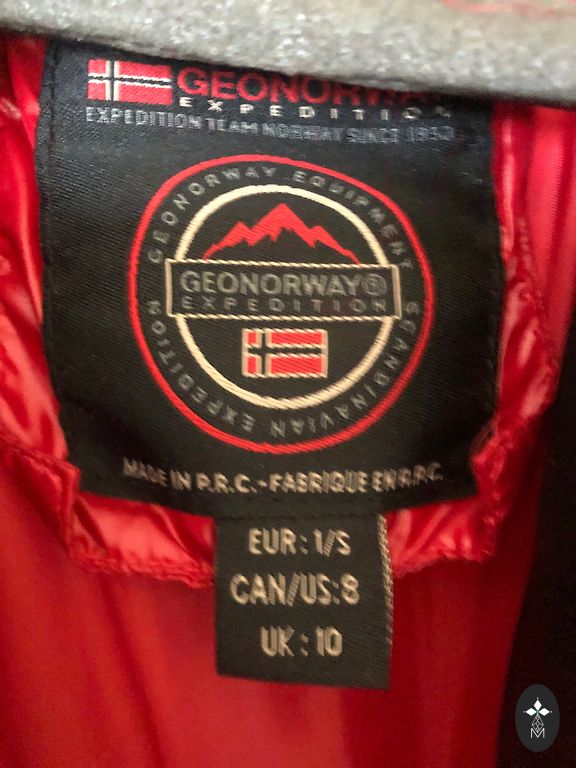 GEONORWAY
EXPEDITION
EXPEDITION TEAM NORWAY SINCE 1952
GEONORWAY EQUIPMENT
GEONORWAY®
EXPEDITION
SCANDINAVIAN EXPEDITION
MADE IN P.R.C. - FABRIQUE EN R.P.C.
EUR : 1/S
CAN/US: 8
UK : 10
M